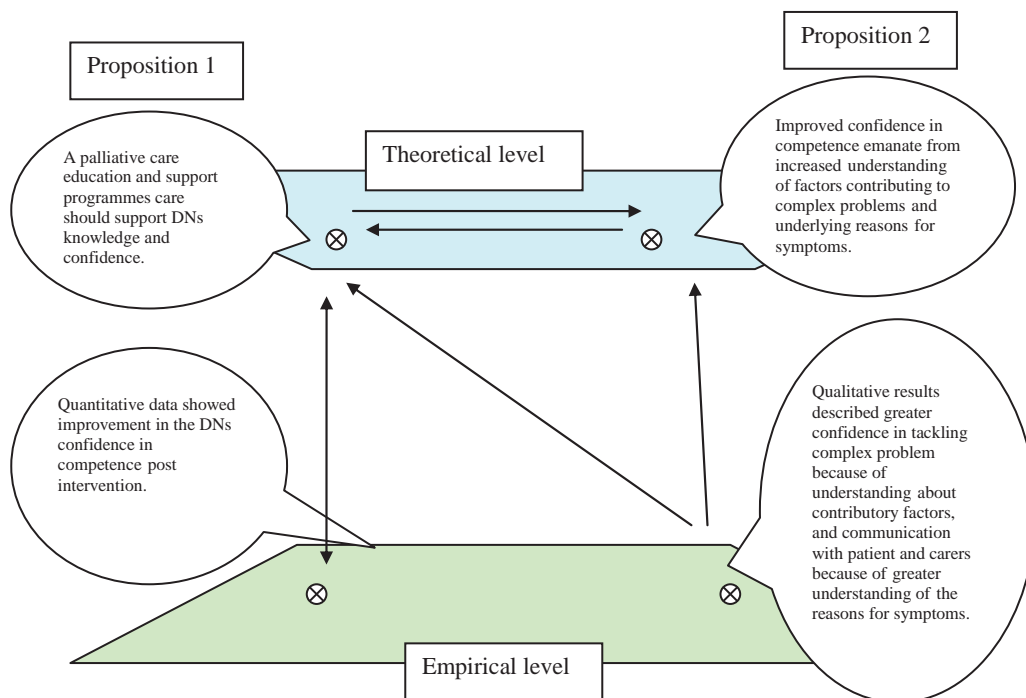 Proposition 1
Proposition 2
A palliative care
education and support
programmes care
should support DNs
knowledge and
confidence.
Theoretical level
Improved confidence in
competence emanate from
increased understanding
of factors contributing to
complex problems and
underlying reasons for
symptoms.
Quantitative data showed
improvement in the DNs
confidence in
competence post
intervention.
Qualitative results
described greater
confidence in tackling
complex problem
because of
understanding about
contributory factors,
and communication
with patient and carers
because of greater
understanding of the
reasons for symptoms.
Empirical level